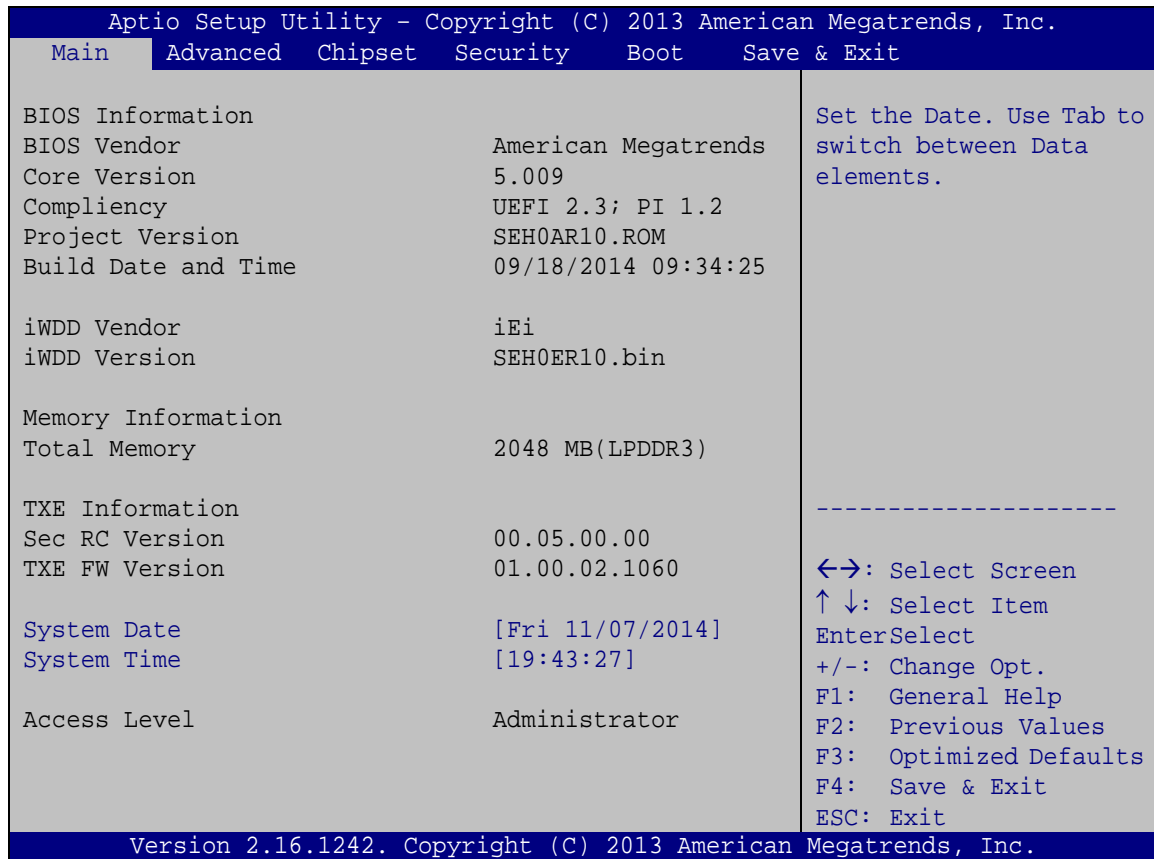 Aptio Setup Utility – Copyright (C) 2013 American Megatrends, Inc.
Main Advanced Chipset Security Boot Save & Exit
BIOS Information
BIOS Vendor American Megatrends
Core Version 5.009
Compliency UEFI 2.3; PI 1.2
Project Version SEH0AR10.ROM
Build Date and Time 09/18/2014 09:34:25
iWDD Vendor iEi
iWDD Version SEH0ER10.bin
Memory Information
Total Memory 2048 MB(LPDDR3)
TXE Information
Sec RC Version 00.05.00.00
TXE FW Version 01.00.02.1060
System Date [Fri 11/07/2014]
System Time [19:43:27]
Access Level Administrator
Set the Date. Use Tab to
switch between Data
elements.
---------------------
←→: Select Screen
↑ ↓: Select Item
EnterSelect
+/-: Change Opt.
F1: General Help
F2: Previous Values
F3: Optimized Defaults
F4: Save & Exit
ESC: Exit
Version 2.16.1242. Copyright (C) 2013 American Megatrends, Inc.